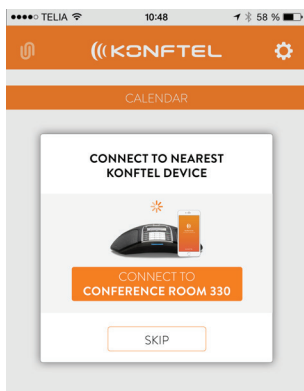 TELIA 10:48 58 %
KONFTEL
CALENDAR
CONNECT TO NEAREST
KONFTEL DEVICE
CONNECT TO
CONFERENCE ROOM 330
SKIP